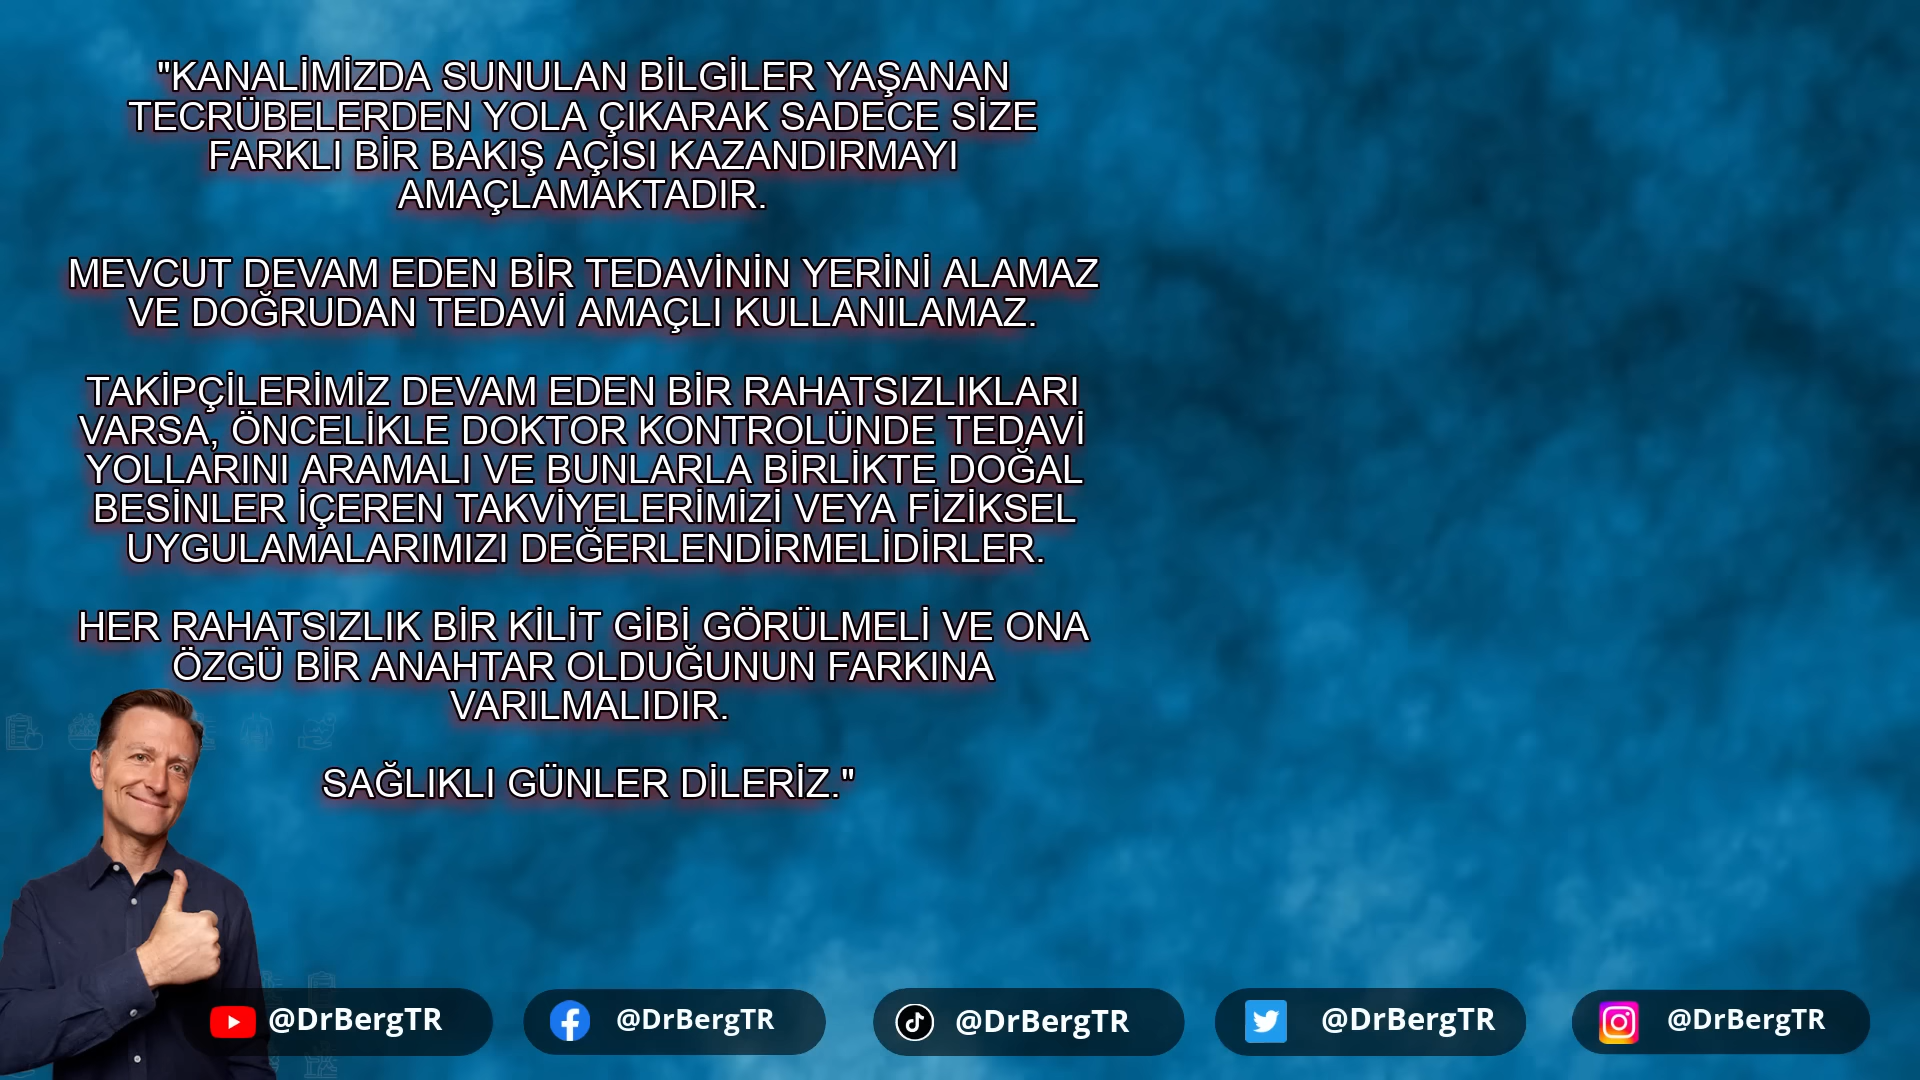 "KANALİMİZDA SUNULAN BİLGİLER YAŞANAN
TECRÜBELERDEN YOLA ÇIKARAK SADECE SİZE
FARKLI BİR BAKIŞ AÇISI KAZANDIRMAYI
AMAÇLAMAKTADIR.
MEVCUT DEVAM EDEN BİR TEDAVİNİN YERİNİ ALAMAZ
VE DOĞRUDAN TEDAVİ AMAÇLI KULLANILAMAZ.
TAKİPÇİLERİMİZ DEVAM EDEN BİR RAHATSIZLIKLARI
VARSA, ÖNCELİKLE DOKTOR KONTROLÜNDE TEDAVİ
YOLLARINI ARAMALI VE BUNLARLA BİRLİKTE DOĞAL
BESİNLER İÇEREN TAKVİYELERİMİZİ VEYA FİZİKSEL
UYGULAMALARIMIZI DEĞERLENDİRMELİDİRLER.
HER RAHATSIZLIK BİR KİLİT GİBİ GÖRÜLMELİ VE ONA
ÖZGÜ BİR ANAHTAR OLDUĞUNUN FARKINA
VARILMALIDIR.
SAĞLIKLI GÜNLER DİLERİZ."
@DrBergTR @DrBergTR @DrBergTR @DrBergTR @DrBergTR